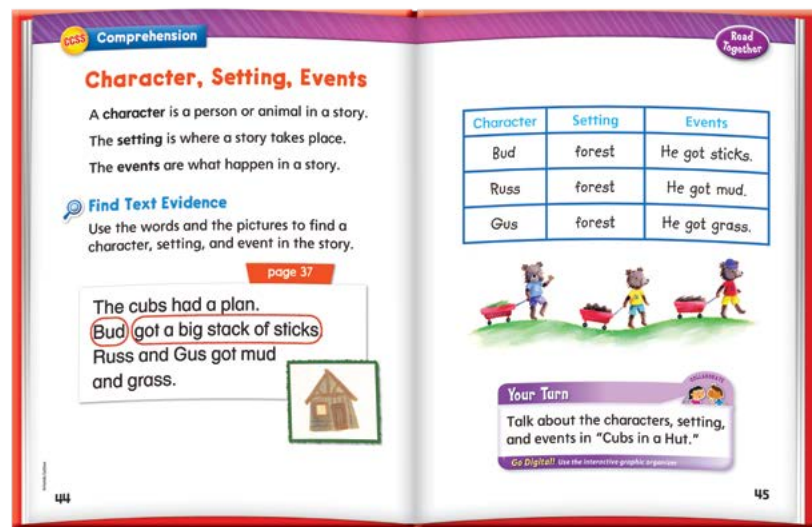 CCSS Comprehension
Character, Setting, Events
A character is a person or animal in a story.
The setting is where a story takes place.
The events are what happen in a story.
Find Text Evidence
Use the words and the pictures to find a
character, setting, and event in the story.
page 37
The cubs had a plan.
Bud got a big stack of sticks.
Russ and Gus got mud
and grass.
44
Read
Together
Character Setting Events
Bud forest He got sticks.
Russ forest He got mud.
Gus forest He got grass.
COLLABORATE
Your Turn
Talk about the characters, setting,
and events in "Cubs in a Hut."
Go Digital! Use the interactive graphic organizer
45